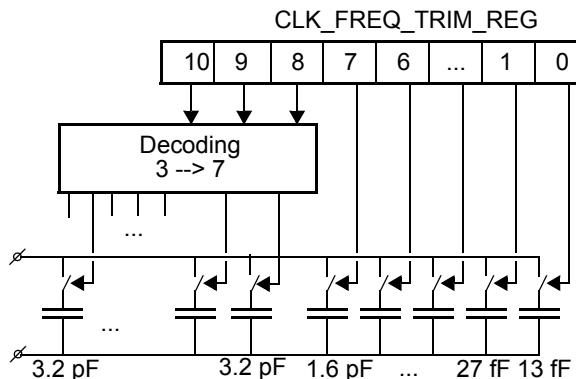 CLK_FREQ_TRIM_REG
10 9 8 7 6 ... 1 0
Decoding
3 --> 7
...
...
3.2 pF 3.2 pF 1.6 pF ... 27 fF 13 fF